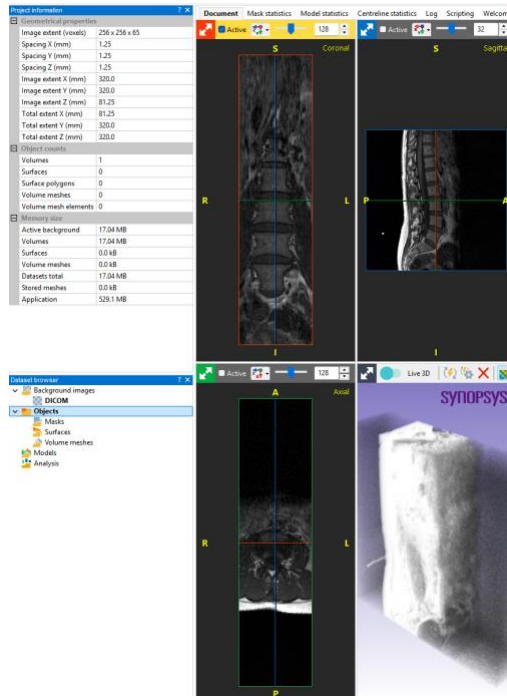 Project information
Geometrical properties
Image extent (voxels) 256 x 256 x 65
Spacing X (mm) 1.25
Spacing Y (mm) 1.25
Spacing Z (mm) 1.25
Image extent X (mm) 320.0
Image extent Y (mm) 320.0
Image extent Z (mm) 81.25
Total extent X (mm) 81.25
Total extent Y (mm) 320.0
Total extent Z (mm) 320.0
Object counts
Volumes 1
Surfaces 0
Surface polygons 0
Volume meshes 0
Volume mesh elements 0
Memory size
Active background 17.04 MB
Volumes 17.04 MB
Surfaces 0.0 kB
Volume meshes 0.0 kB
Datasets total 17.04 MB
Stored meshes 0.0 kB
Application 529.1 MB
Dataset browser
Background images
DICOM
Objects
Masks
Surfaces
Volume meshes
Models
Analysis
Document Mask statistics Model statistics Centreline statistics Log Scripting Welcom
Active 128
S Coronal
R L
I
Active 32
S Sagitta
P A
I
Active 128
A Axial
R L
P
Live 3D
SYNOPSYS